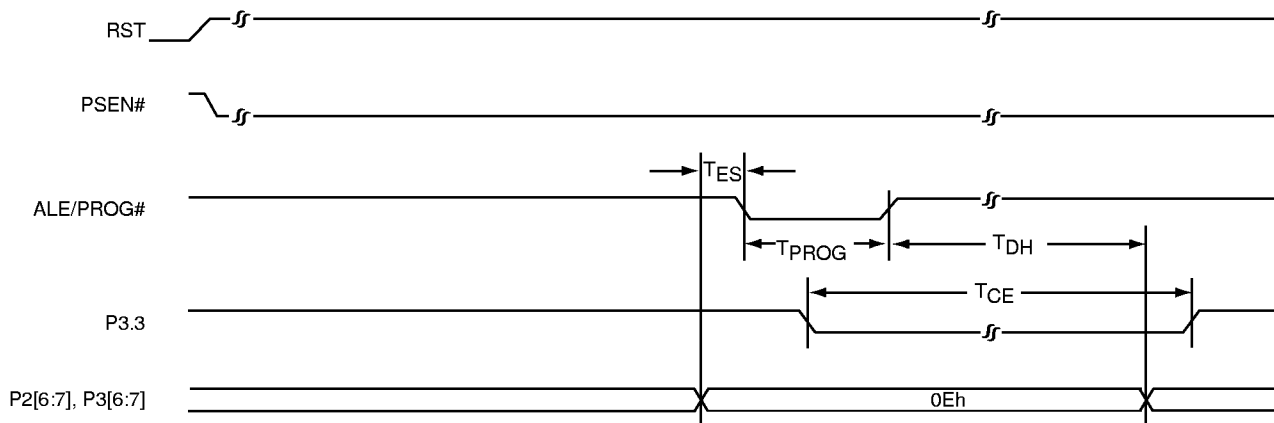 RST
PSEN#
TES
ALE/PROG#
TPROG
TDH
TCE
P3.3
P2[6:7], P3[6:7]
0Eh